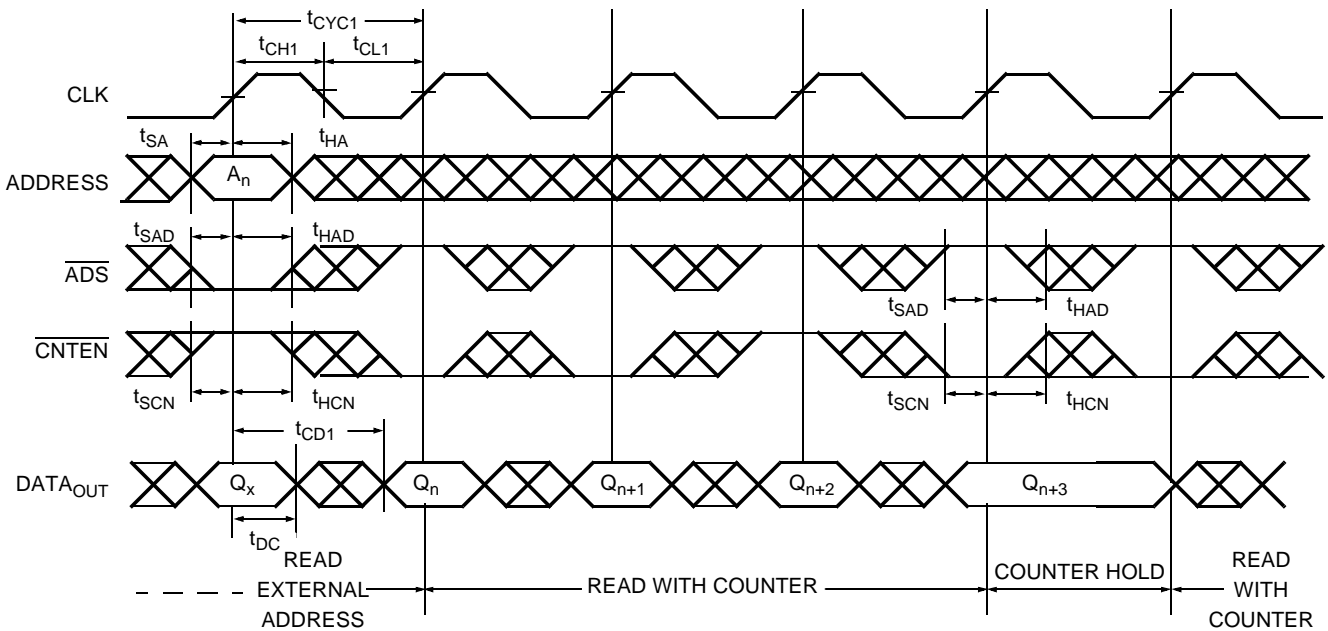 tCYC1
tCH1 tCL1
CLK
tSA tHA
ADDRESS An
tSAD tHAD
ADS
tSAD tHAD
CNTEN
tSCN tHCN tSCN tHCN
tCD1
DATAOUT Qx Qn Qn+1 Qn+2 Qn+3
tDC
READ EXTERNAL ADDRESS
READ WITH COUNTER
COUNTER HOLD
READ WITH COUNTER